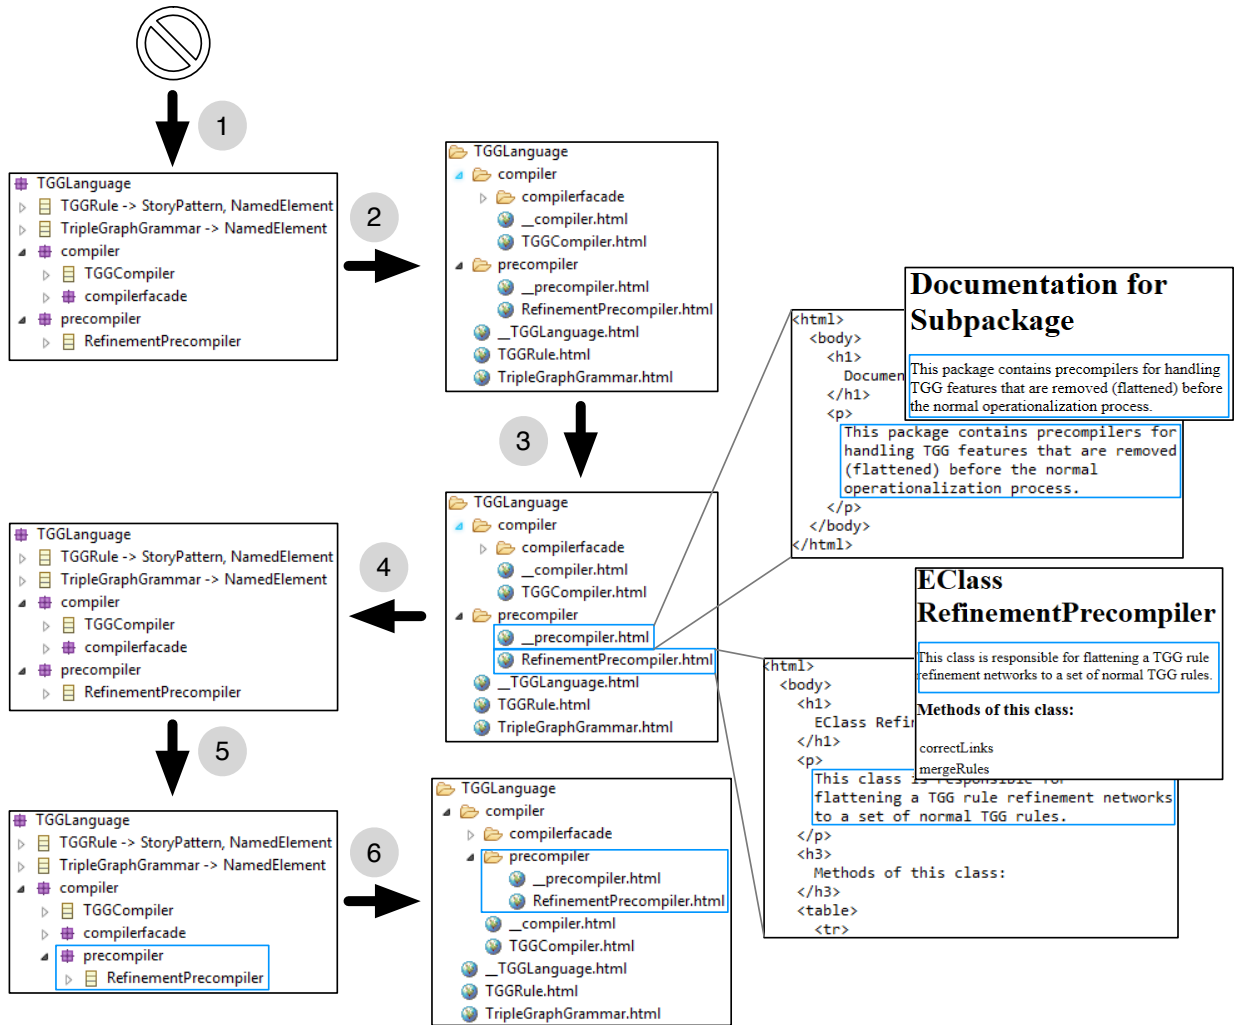 1
TGGLanguage
TGGRule -> StoryPattern, NamedElement
TripleGraphGrammar -> NamedElement
compiler
TGGCompiler
compilerfacade
precompiler
RefinementPrecompiler
2
TGGLanguage
compiler
compilerfacade
__compiler.html
TGGCompiler.html
precompiler
__precompiler.html
RefinementPrecompiler.html
__TGGLanguage.html
TGGRule.html
TripleGraphGrammar.html
3
TGGLanguage
compiler
compilerfacade
__compiler.html
TGGCompiler.html
precompiler
__precompiler.html
RefinementPrecompiler.html
__TGGLanguage.html
TGGRule.html
TripleGraphGrammar.html
Documentation for
Subpackage
This package contains precompilers for handling
TGG features that are removed (flattened) before
the normal operationalization process.
<html>
<body>
<h1>
Documen
</h1>
<p>
This package contains precompilers for
handling TGG features that are removed
(flattened) before the normal
operationalization process.
</p>
</body>
</html>
EClass
RefinementPrecompiler
This class is responsible for flattening a TGG rule
refinement networks to a set of normal TGG rules.
Methods of this class:
correctLinks
mergeRules
<html>
<body>
<h1>
EClass Refi
</h1>
<p>
This class is responsible for
flattening a TGG rule refinement networks
to a set of normal TGG rules.
</p>
<h3>
Methods of this class:
</h3>
<table>
<tr>
4
TGGLanguage
TGGRule -> StoryPattern, NamedElement
TripleGraphGrammar -> NamedElement
compiler
TGGCompiler
compilerfacade
precompiler
RefinementPrecompiler
5
TGGLanguage
TGGRule -> StoryPattern, NamedElement
TripleGraphGrammar -> NamedElement
compiler
TGGCompiler
compilerfacade
precompiler
RefinementPrecompiler
6
TGGLanguage
compiler
compilerfacade
precompiler
__precompiler.html
RefinementPrecompiler.html
__compiler.html
TGGCompiler.html
__TGGLanguage.html
TGGRule.html
TripleGraphGrammar.html